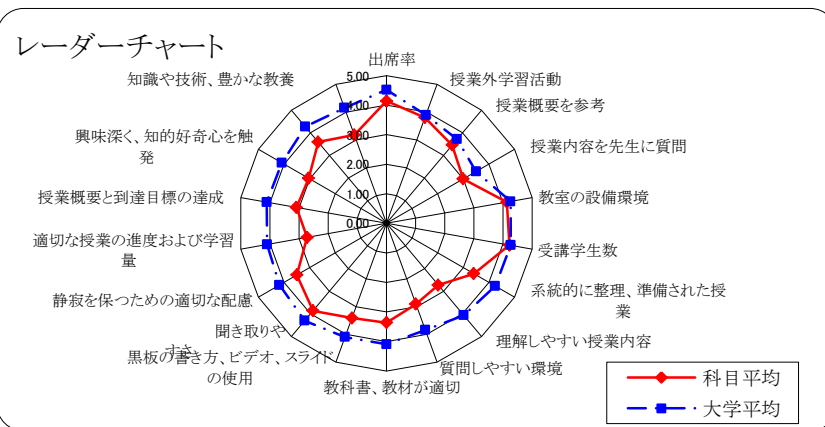 レーダーチャート
出席率
授業外学習活動
授業概要を参考
授業内容を先生に質問
教室の設備環境
受講学生数
系統的に整理、準備された授
業
理解しやすい授業内容
質問しやすい環境
教科書、教材が適切
黒板の書き方、ビデオ、スライド
の使用
聞き取りや
すさ
静寂を保つための適切な配慮
適切な授業の進度および学習
量
授業概要と到達目標の達成
興味深く、知的好奇心を触
発
知識や技術、豊かな教養
5.00
4.00
3.00
2.00
1.00
0.00
科目平均
大学平均